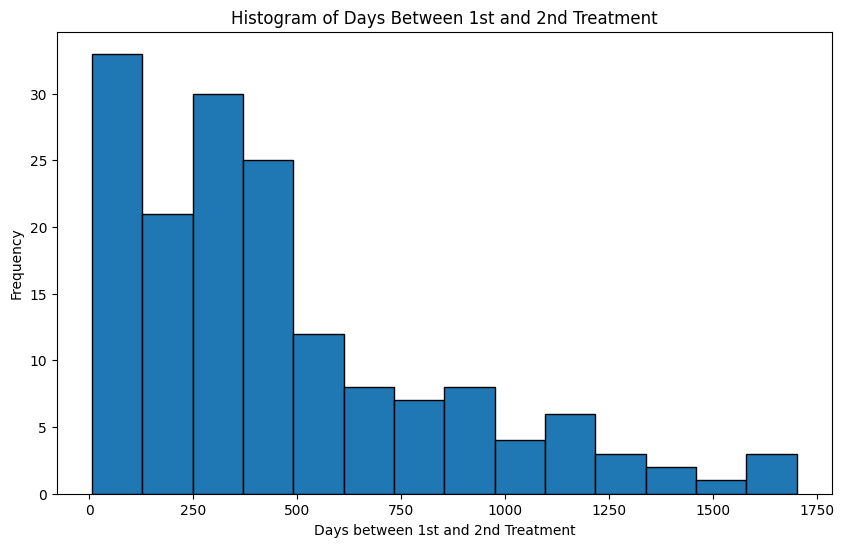 Histogram of Days Between 1st and 2nd Treatment
Frequency
30
25
20
15
10
5
0
0 250 500 750 1000 1250 1500 1750
Days between 1st and 2nd Treatment